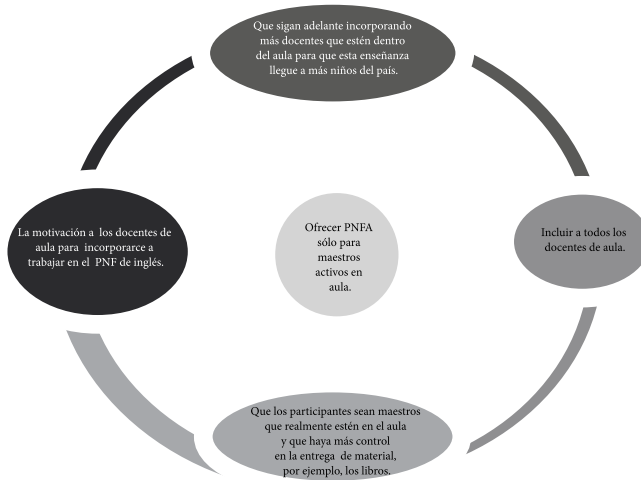 Que sigan adelante incorporando
más docentes que estén dentro
del aula para que esta enseñanza
llegue a más niños del país.
La motivación a los docentes de
aula para incorporarce a
trabajar en el PNF de inglés.
Ofrecer PNFA
sólo para
maestros
activos en
aula.
Incluir a todos los
docentes de aula.
Que los participantes sean maestros
que realmente estén en el aula
y que haya más control
en la entrega de material,
por ejemplo, los libros.